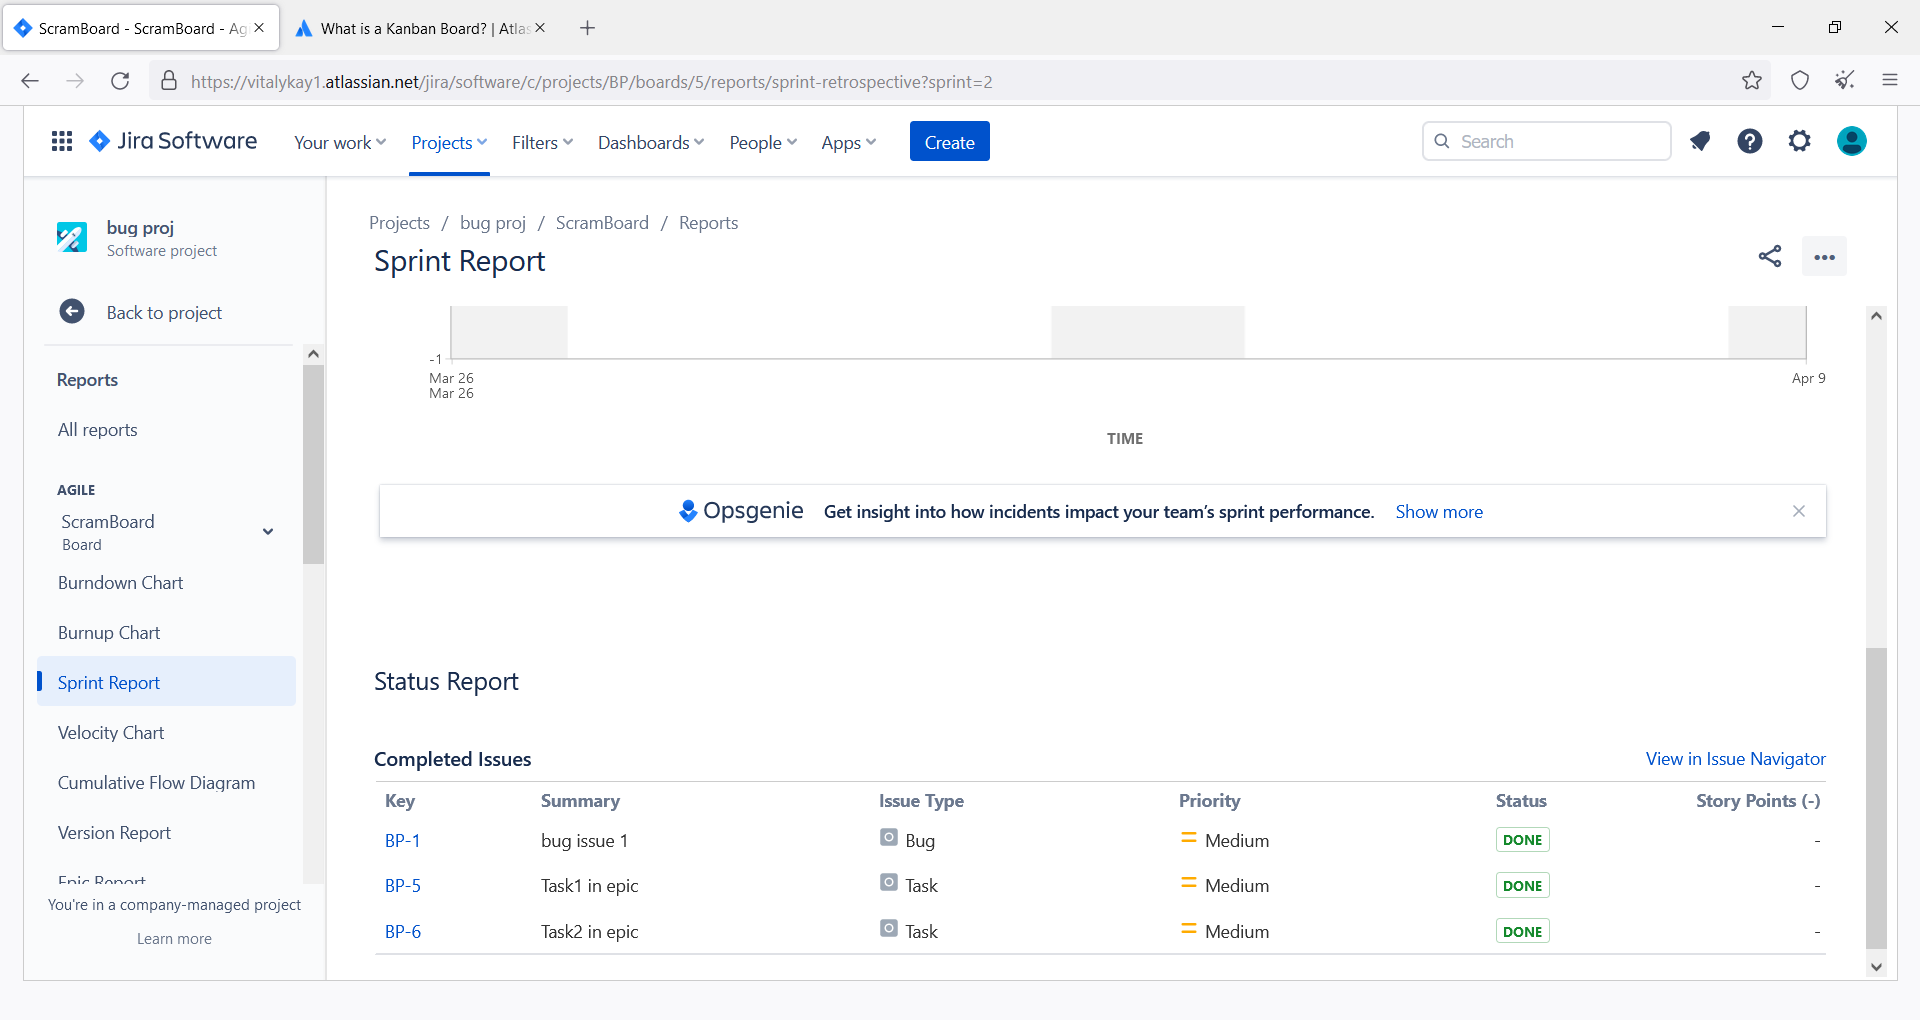 ScramBoard - ScramBoard - Ag
What is a Kanban Board? | Atlas
https://vitalykay1.atlassian.net/jira/software/c/projects/BP/boards/5/reports/sprint-retrospective?sprint=2
Jira Software
Your work
Projects
Filters
Dashboards
People
Apps
Create
Search
bug proj
Software project
Back to project
Reports
All reports
AGILE
ScramBoard
Board
Burndown Chart
Burnup Chart
Sprint Report
Velocity Chart
Cumulative Flow Diagram
Version Report
Epic Report
You're in a company-managed project
Learn more
Projects / bug proj / ScramBoard / Reports
Sprint Report
-1
Mar 26
Mar 26
Apr 9
TIME
Opsgenie Get insight into how incidents impact your team's sprint performance. Show more
Status Report
Completed Issues
View in Issue Navigator
Key Summary Issue Type Priority Status Story Points (-)
BP-1 bug issue 1 Bug Medium DONE -
BP-5 Task1 in epic Task Medium DONE -
BP-6 Task2 in epic Task Medium DONE -